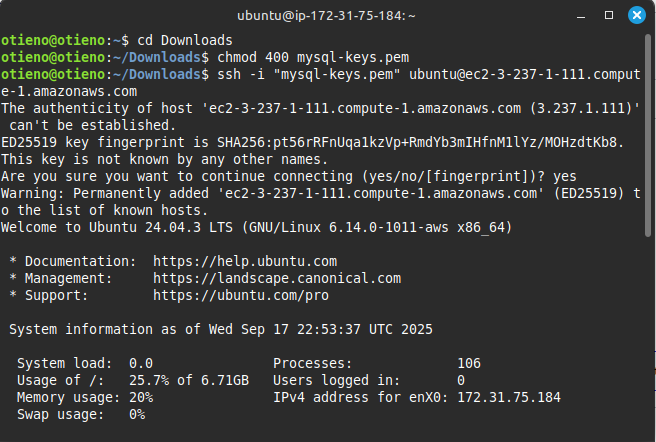 ubuntu@ip-172-31-75-184: ~
otieno@otieno:~$ cd Downloads
otieno@otieno:~/Downloads$ chmod 400 mysql-keys.pem
otieno@otieno:~/Downloads$ ssh -i "mysql-keys.pem" ubuntu@ec2-3-237-1-111.comput
e-1.amazonaws.com
The authenticity of host 'ec2-3-237-1-111.compute-1.amazonaws.com (3.237.1.111)'
 can't be established.
ED25519 key fingerprint is SHA256:pt56rRFnUqa1kzVp+RmdYb3mIHfnM1lYz/MOHzdtKb8.
This key is not known by any other names.
Are you sure you want to continue connecting (yes/no/[fingerprint])? yes
Warning: Permanently added 'ec2-3-237-1-111.compute-1.amazonaws.com' (ED25519) t
o the list of known hosts.
Welcome to Ubuntu 24.04.3 LTS (GNU/Linux 6.14.0-1011-aws x86_64)

 * Documentation:  https://help.ubuntu.com
 * Management:     https://landscape.canonical.com
 * Support:        https://ubuntu.com/pro

 System information as of Wed Sep 17 22:53:37 UTC 2025

  System load:  0.0               Processes:             106
  Usage of /:   25.7% of 6.71GB   Users logged in:       0
  Memory usage: 20%               IPv4 address for enX0: 172.31.75.184
  Swap usage:   0%